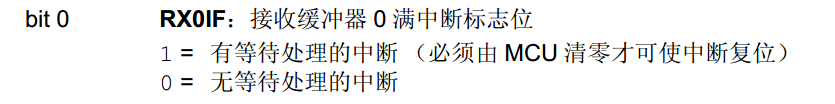 bit 0 RX0IF：接收缓冲器 0 满中断标志位
1 = 有等待处理的中断（必须由 MCU 清零才可使中断复位）
0 = 无等待处理的中断